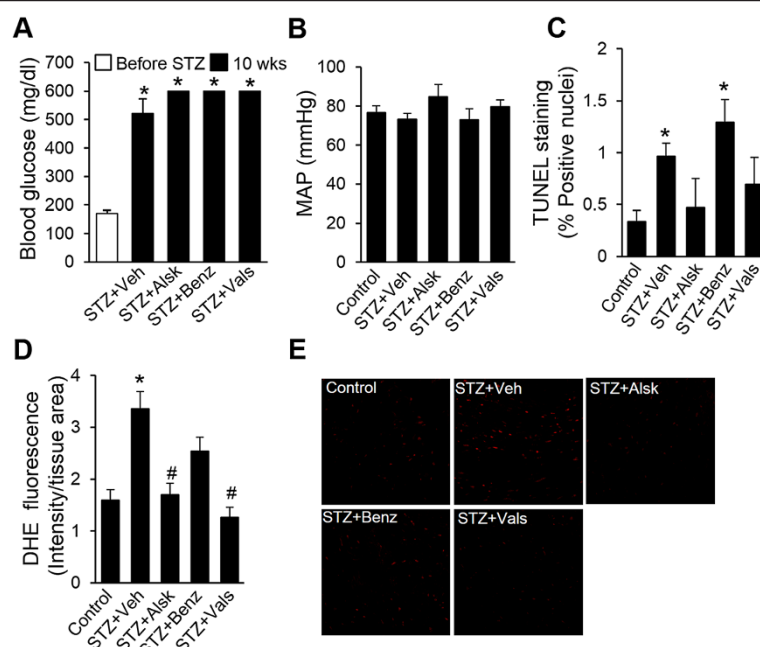 A
B
C
Before STZ 10 wks
Blood glucose (mg/dl)
700
600
500
400
300
200
100
0
* * * *
STZ+Veh
STZ+Alsk
STZ+Benz
STZ+Vals
MAP (mmHg)
100
80
60
40
20
0
Control
STZ+Veh
STZ+Alsk
STZ+Benz
STZ+Vals
TUNEL staining
(% Positive nuclei)
2
1.5
1
0.5
0
* *
Control
STZ+Veh
STZ+Alsk
STZ+Benz
STZ+Vals
D
E
DHE fluorescence
(Intensity/tissue area)
4
3
2
1
0
* # #
Control
STZ+Veh
STZ+Alsk
STZ+Benz
STZ+Vals
Control
STZ+Veh
STZ+Alsk
STZ+Benz
STZ+Vals